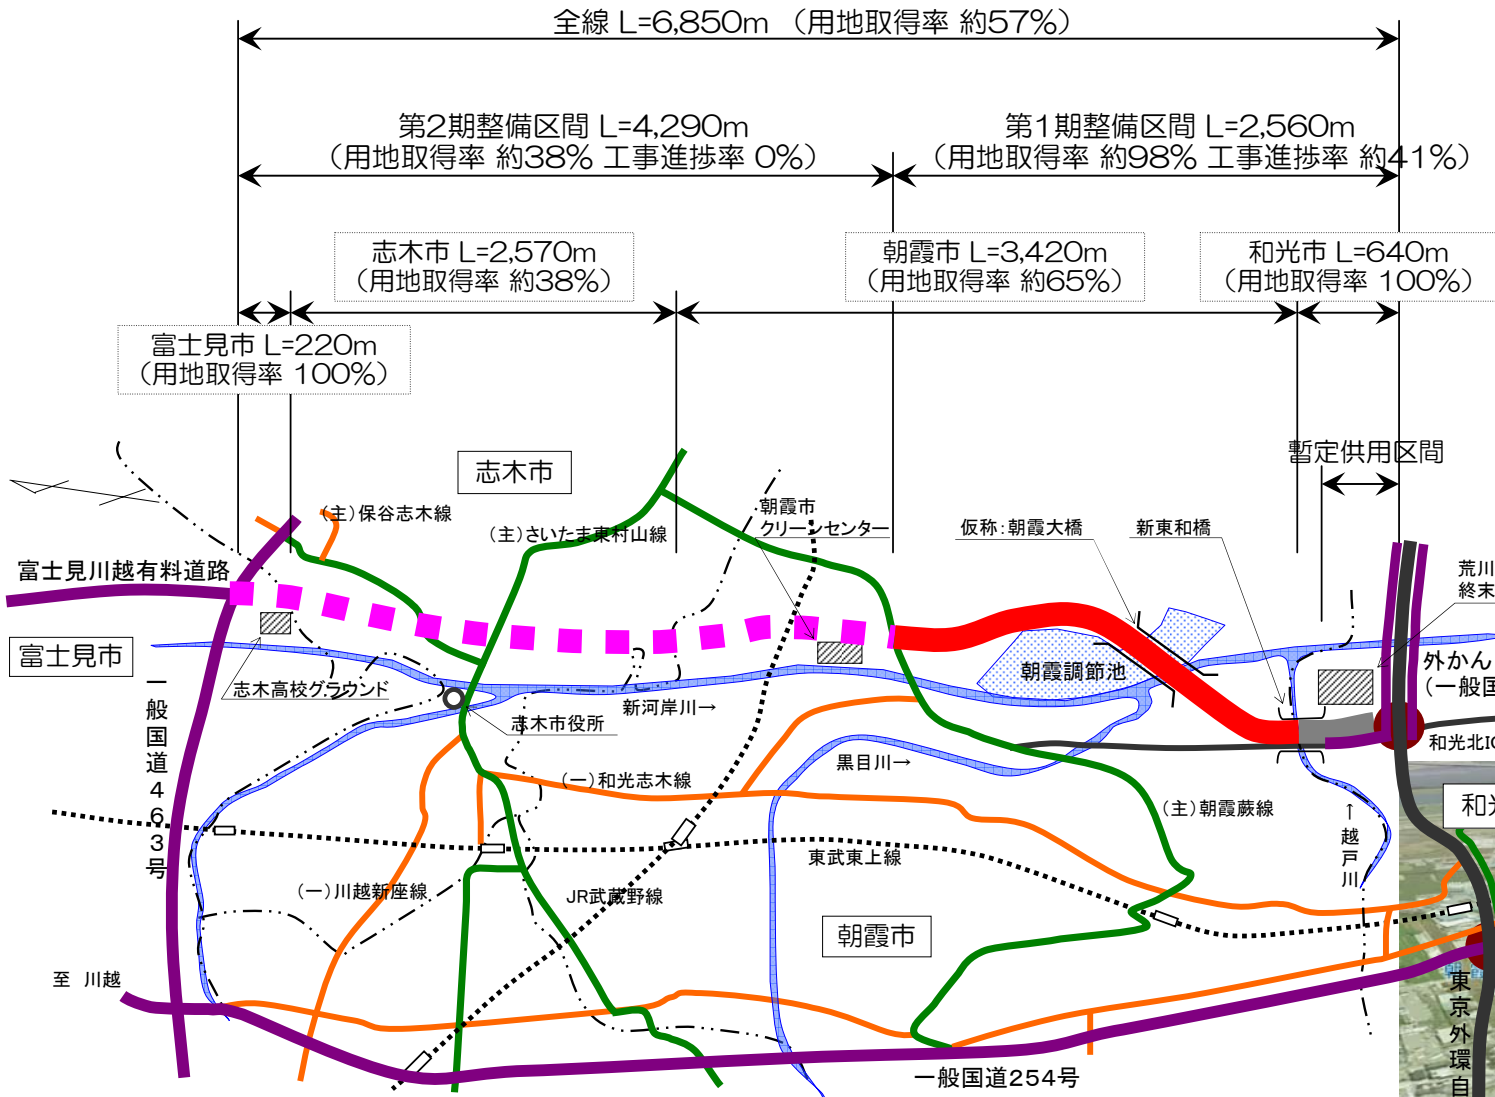 全線 L=6,850m （用地取得率 約57%）
第2期整備区間 L=4,290m
（用地取得率 約38% 工事進捗率 0%）
第1期整備区間 L=2,560m
（用地取得率 約98% 工事進捗率 約41%）
志木市 L=2,570m
（用地取得率 約38%）
朝霞市 L=3,420m
（用地取得率 約65%）
和光市 L=640m
（用地取得率 100%）
富士見市 L=220m
（用地取得率 100%）
暫定供用区間
志木市
（主）保谷志木線
（主）さいたま東村山線
朝霞市
クリーンセンター
仮称：朝霞大橋
新東和橋
富士見川越有料道路
荒川
終末
富士見市
志木高校グラウンド
朝霞調節池
外かん
（一般国
一般国道463号
新河岸川→
志木市役所
和光北IC
黒目川→
（一）和光志木線
（主）朝霞蕨線
和光
←越戸川
東武東上線
（一）川越新座線
JR武蔵野線
朝霞市
至 川越
東京外環自
一般国道254号